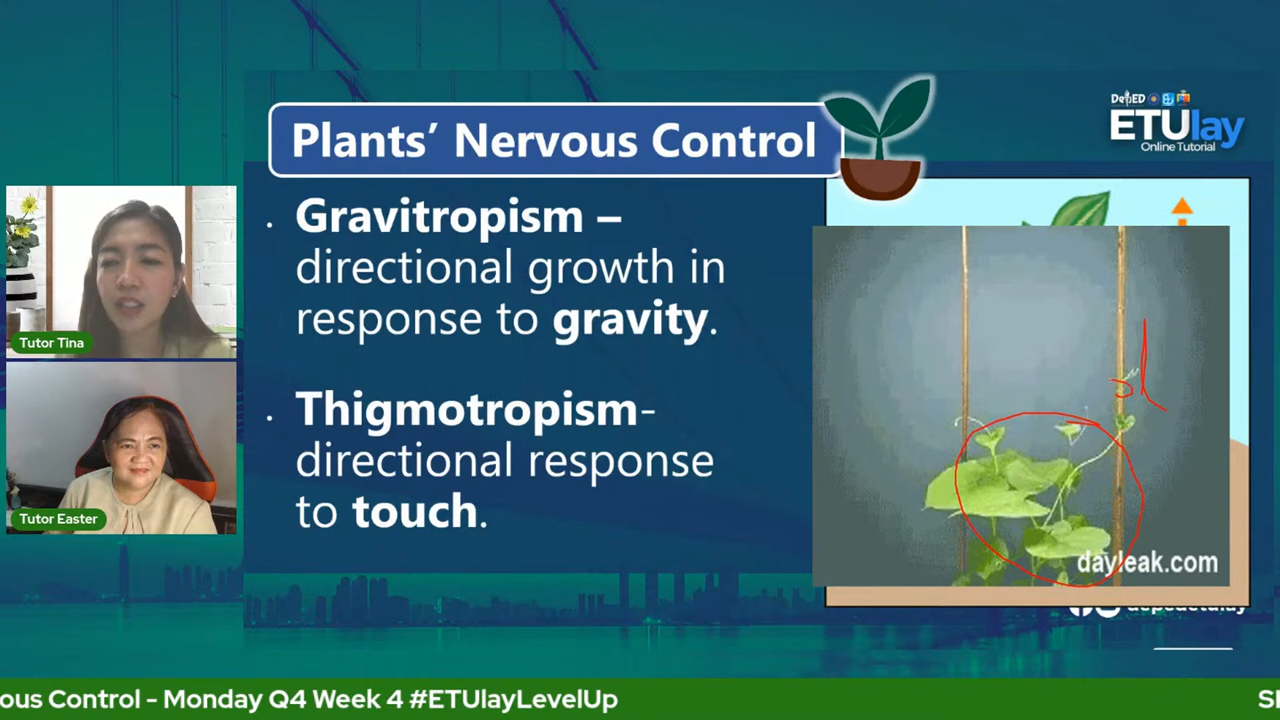 Plants’ Nervous Control
DepED
ETUlay
Online Tutorial
• Gravitropism –
directional growth in
response to gravity.
• Thigmotropism-
directional response
to touch.
Tutor Tina
Tutor Easter
dayleak.com
depedetulay
ous Control - Monday Q4 Week 4 #ETUlayLevelUp